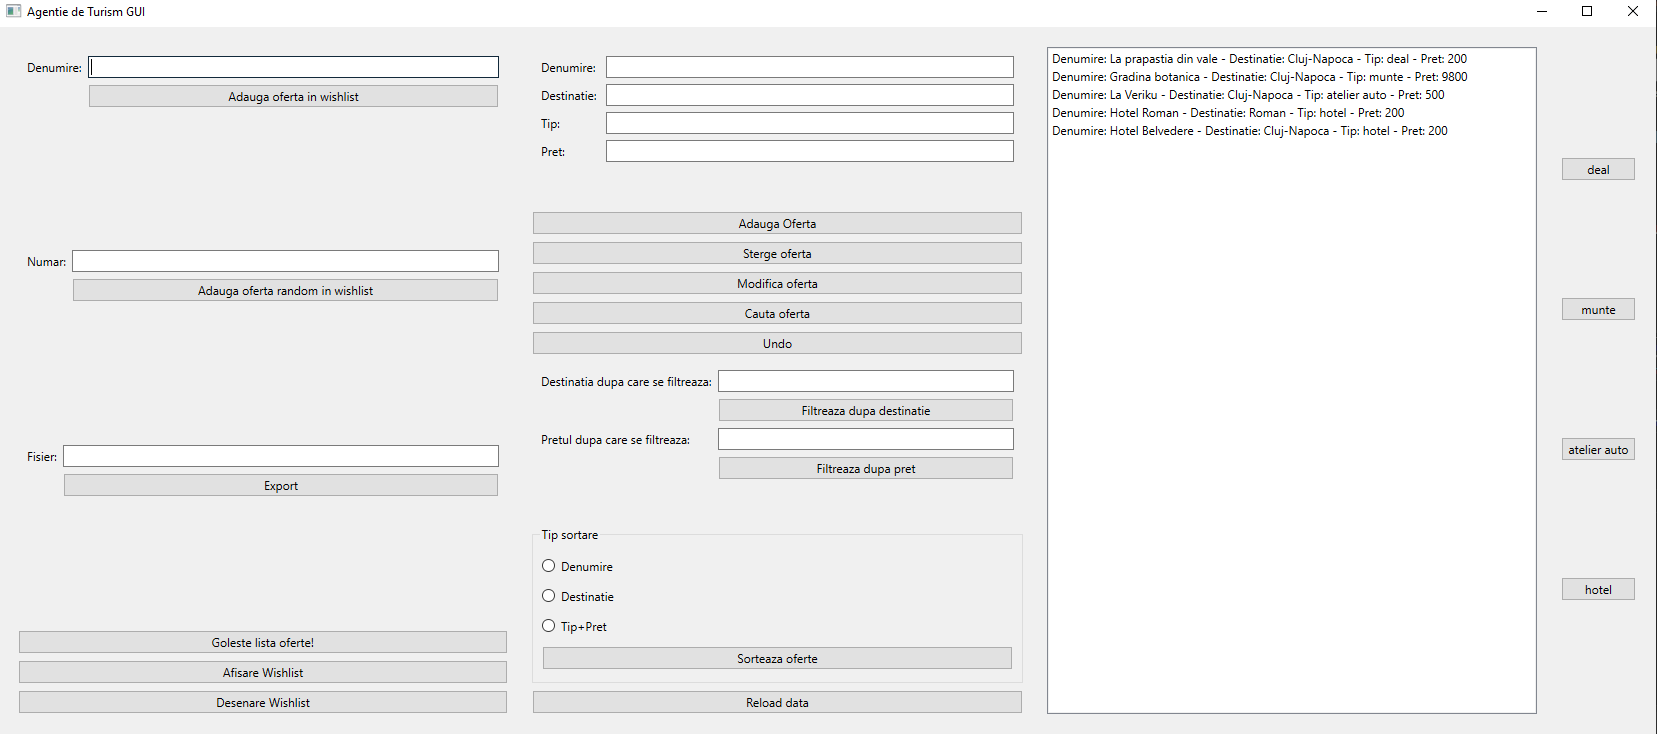 Agentie de Turism GUI
Denumire:
Adauga oferta in wishlist
Numar:
Adauga oferta random in wishlist
Fisier:
Export
Goleste lista oferte!
Afisare Wishlist
Desenare Wishlist
Denumire:
Destinatie:
Tip:
Pret:
Adauga Oferta
Sterge oferta
Modifica oferta
Cauta oferta
Undo
Destinatia dupa care se filtreaza:
Filtreaza dupa destinatie
Pretul dupa care se filtreaza:
Filtreaza dupa pret
Tip sortare
Denumire
Destinatie
Tip+Pret
Sorteaza oferte
Reload data
Denumire: La prapastia din vale - Destinatie: Cluj-Napoca - Tip: deal - Pret: 200
Denumire: Gradina botanica - Destinatie: Cluj-Napoca - Tip: munte - Pret: 9800
Denumire: La Veriku - Destinatie: Cluj-Napoca - Tip: atelier auto - Pret: 500
Denumire: Hotel Roman - Destinatie: Roman - Tip: hotel - Pret: 200
Denumire: Hotel Belvedere - Destinatie: Cluj-Napoca - Tip: hotel - Pret: 200
deal
munte
atelier auto
hotel